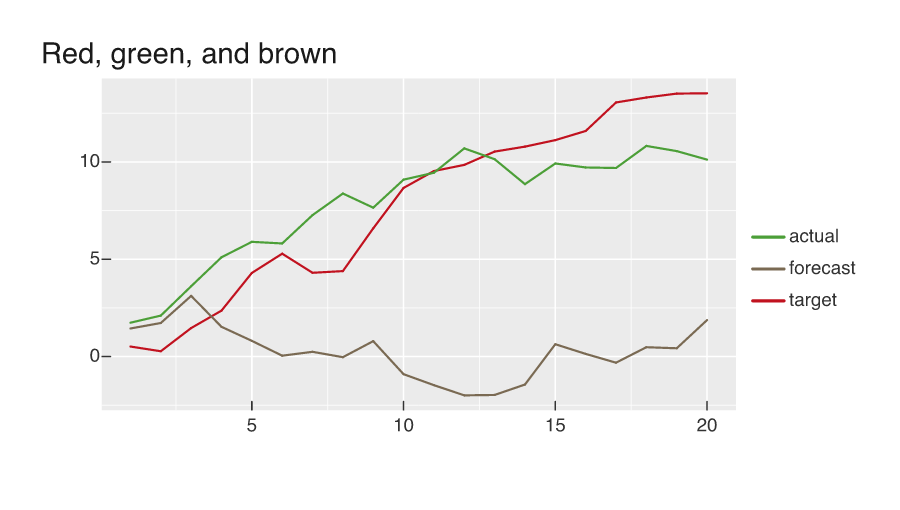 Red, green, and brown
10
5
0
5 10 15 20
actual
forecast
target